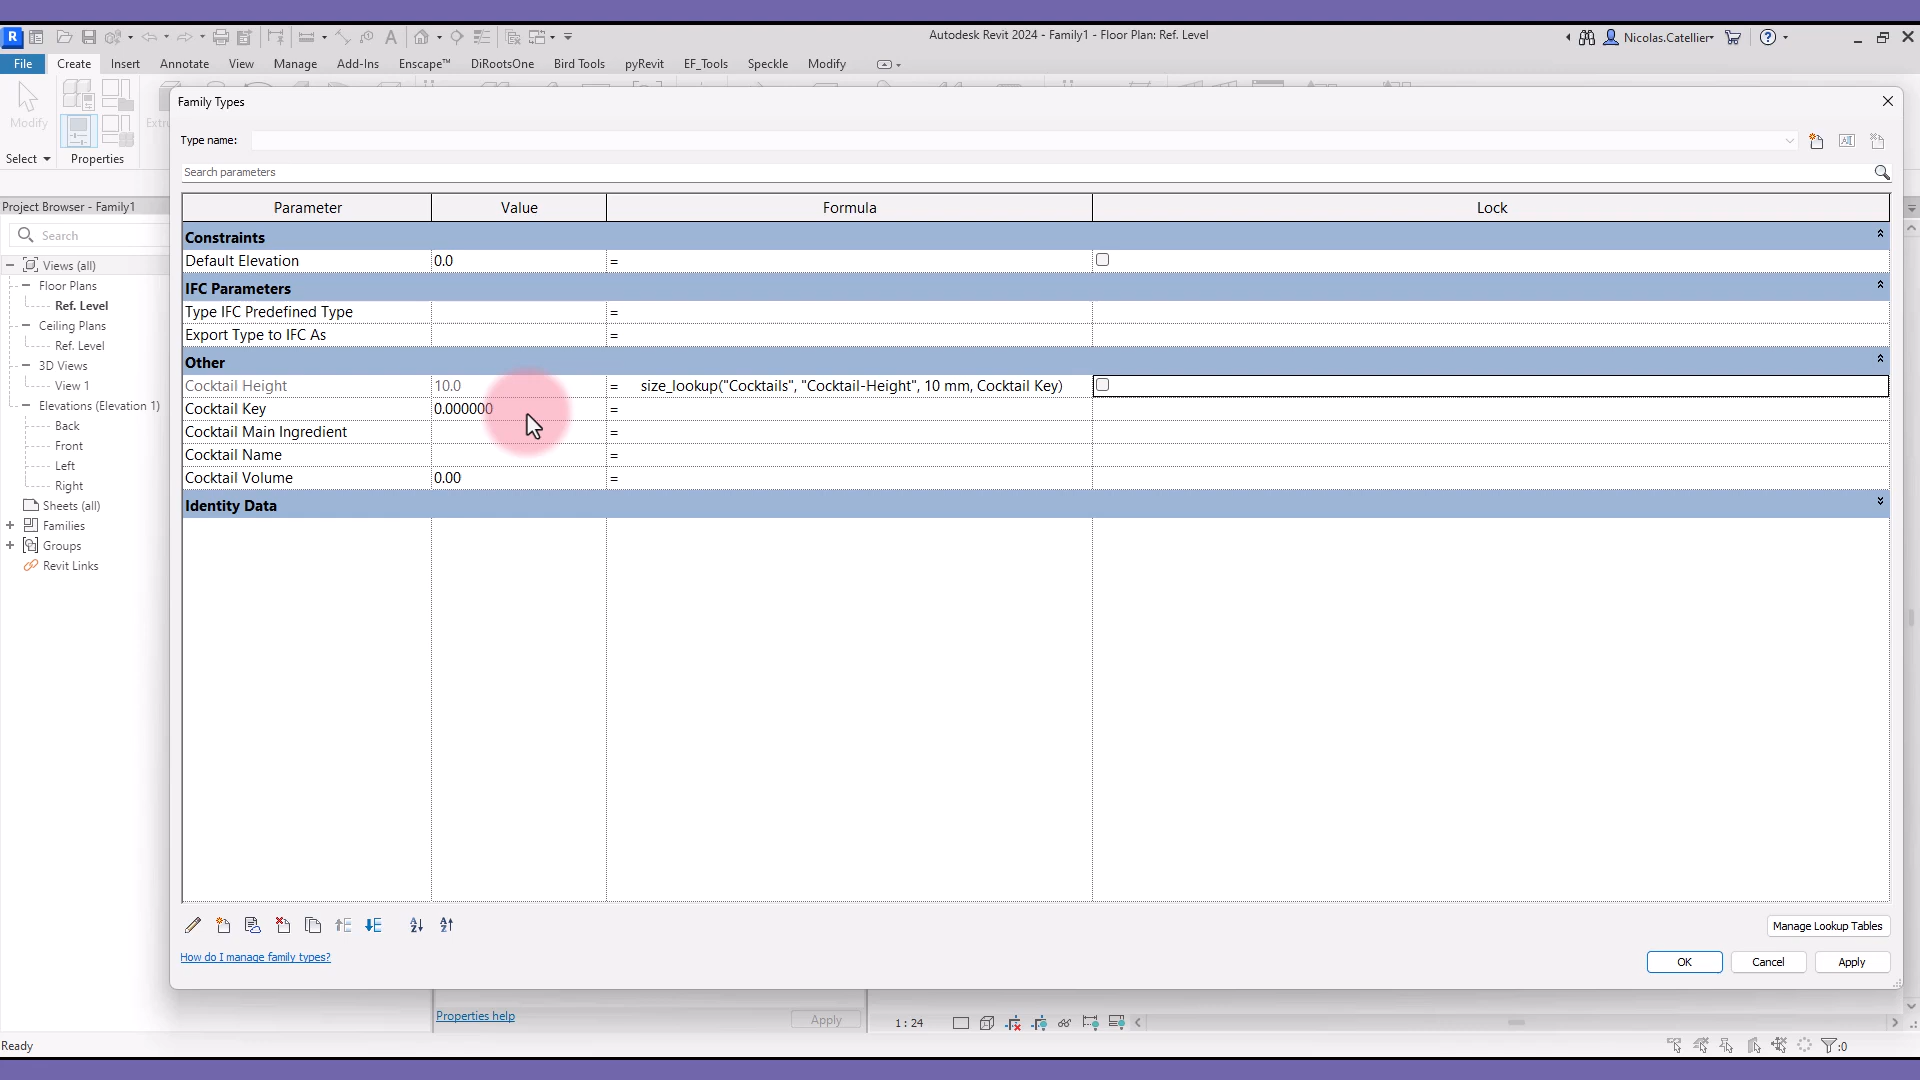 Autodesk Revit 2024 - Family1 - Floor Plan: Ref. Level
Nicolas.Catellier
File Create Insert Annotate View Manage Add-Ins Enscape™ DiRootsOne Bird Tools pyRevit EF_Tools Speckle Modify
Modify
Select
Properties
Project Browser - Family1
Search
Views (all)
Floor Plans
Ref. Level
Ceiling Plans
Ref. Level
3D Views
View 1
Elevations (Elevation 1)
Back
Front
Left
Right
Sheets (all)
Families
Groups
Revit Links
Family Types
Type name:
Search parameters
Parameter Value Formula Lock
Constraints
Default Elevation 0.0 =
IFC Parameters
Type IFC Predefined Type =
Export Type to IFC As =
Other
Cocktail Height 10.0 = size_lookup("Cocktails", "Cocktail-Height", 10 mm, Cocktail Key)
Cocktail Key 0.000000 =
Cocktail Main Ingredient =
Cocktail Name =
Cocktail Volume 0.00 =
Identity Data
Manage Lookup Tables
How do I manage family types?
OK Cancel Apply
Properties help
Apply
1 : 24
Ready
:0